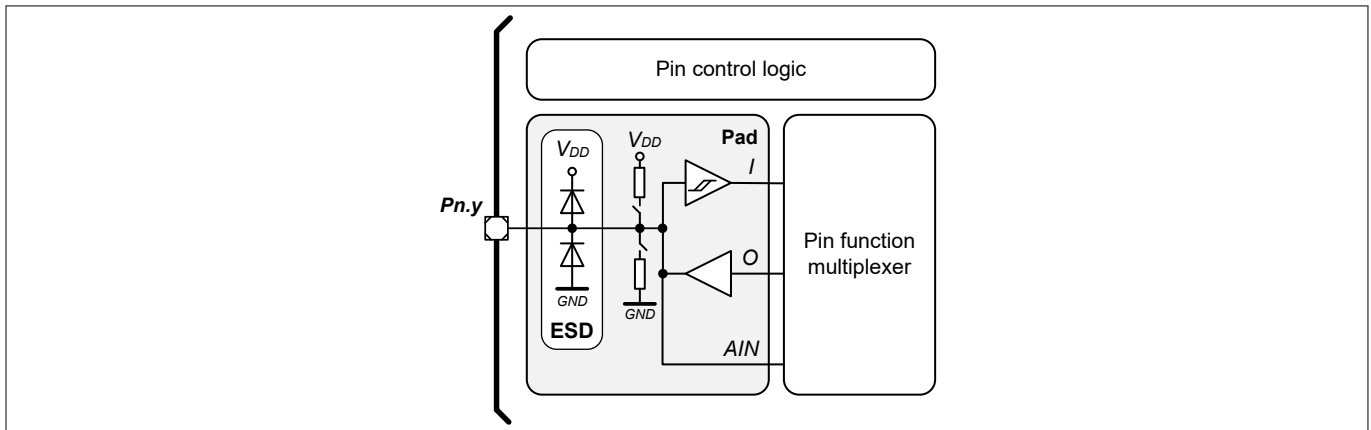 Pin control logic
VDD
VDD
Pad
I
Pn.y
O
Pin function
multiplexer
GND
GND
ESD
AIN